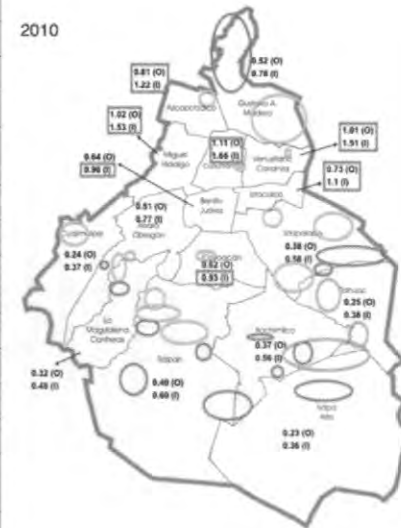 2010
0.52 (O)
0.78 (I)
0.81 (O)
1.22 (I)
Azcapotzalco
Gustavo A.
Madero
1.02 (O)
1.53 (I)
1.11 (O)
1.66 (I)
1.01 (O)
1.51 (I)
Miguel
Hidalgo
Venustiano
Carranza
0.64 (O)
0.96 (I)
0.73 (O)
1.1 (I)
Iztacalco
Benito
Juárez
0.51 (O)
0.77 (I)
Álvaro
Obregón
Cuajimalpa
Iztapalapa
0.38 (O)
0.58 (I)
0.24 (O)
0.37 (I)
Coyoacán
0.62 (O)
0.93 (I)
Tláhuac
0.25 (O)
0.38 (I)
La
Magdalena
Contreras
Xochimilco
0.37 (O)
0.56 (I)
0.32 (O)
0.48 (I)
Tlalpan
0.46 (O)
0.69 (I)
Milpa
Alta
0.23 (O)
0.36 (I)